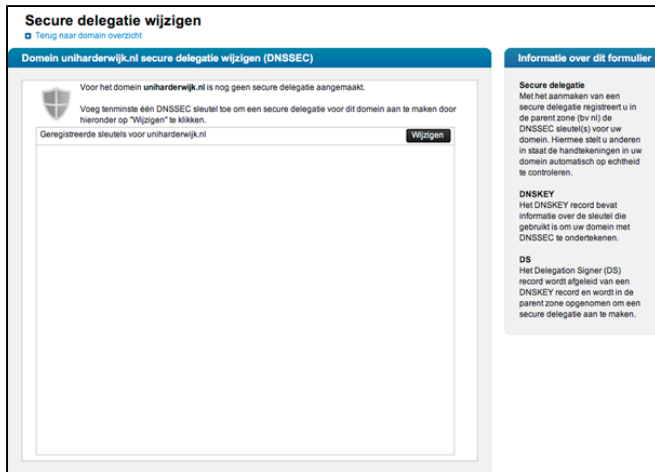 Secure delegatie wijzigen
Terug naar domain overzicht
Domein uniharderwijk.nl secure delegatie wijzigen (DNSSEC)
Voor het domein uniharderwijk.nl is nog geen secure delegatie aangemaakt.
Voeg tenminste één DNSSEC sleutel toe om een secure delegatie voor dit domein aan te maken door
hieronder op "Wijzigen" te klikken.
Geregistreerde sleutels voor uniharderwijk.nl
Wijzigen
Informatie over dit formulier
Secure delegatie
Met het aanmaken van een
secure delegatie registreert u in
de parent zone (bv nl) de
DNSSEC sleutel(s) voor uw
domein. Hiermee stelt u anderen
in staat de handtekeningen in uw
domein automatisch op echtheid
te controleren.
DNSKEY
Het DNSKEY record bevat
informatie over de sleutel die
gebruikt is om uw domein met
DNSSEC te ondertekenen.
DS
Het Delegation Signer (DS)
record wordt afgeleid van een
DNSKEY record en wordt in de
parent zone opgenomen om een
secure delegatie aan te maken.